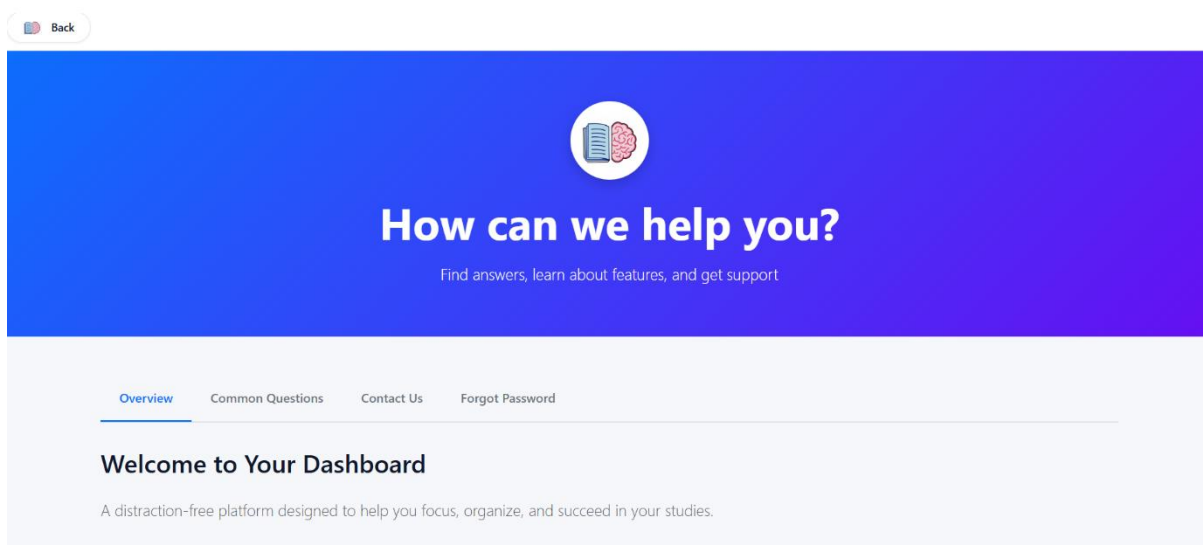 Back
How can we help you?
Find answers, learn about features, and get support
Overview Common Questions Contact Us Forgot Password
Welcome to Your Dashboard
A distraction-free platform designed to help you focus, organize, and succeed in your studies.